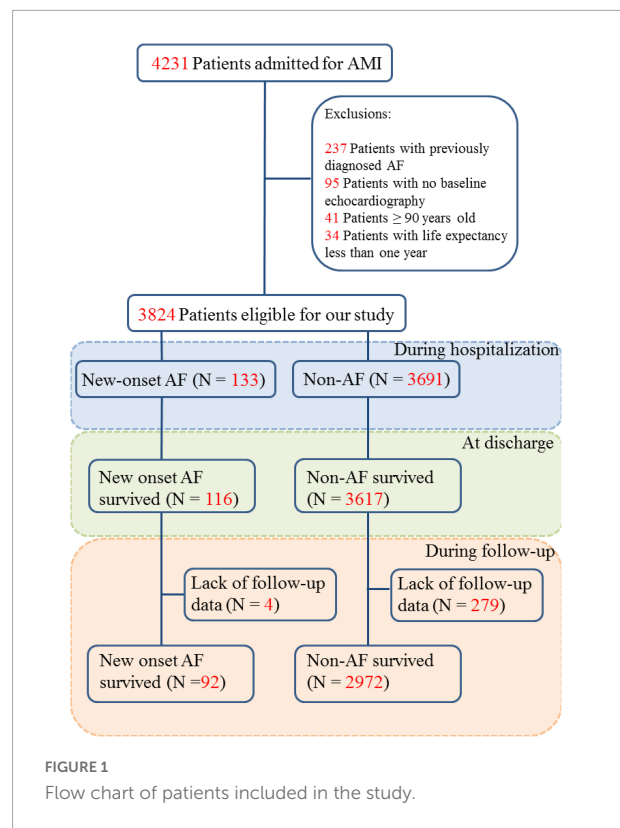 4231 Patients admitted for AMI
Exclusions:
237 Patients with previously
diagnosed AF
95 Patients with no baseline
echocardiography
41 Patients ≥ 90 years old
34 Patients with life expectancy
less than one year
3824 Patients eligible for our study
During hospitalization
New-onset AF (N = 133)
Non-AF (N = 3691)
At discharge
New onset AF
survived (N = 116)
Non-AF survived
(N = 3617)
During follow-up
Lack of follow-up
data (N = 4)
Lack of follow-up
data (N = 279)
New onset AF
survived (N =92)
Non-AF survived
(N = 2972)
FIGURE 1
Flow chart of patients included in the study.